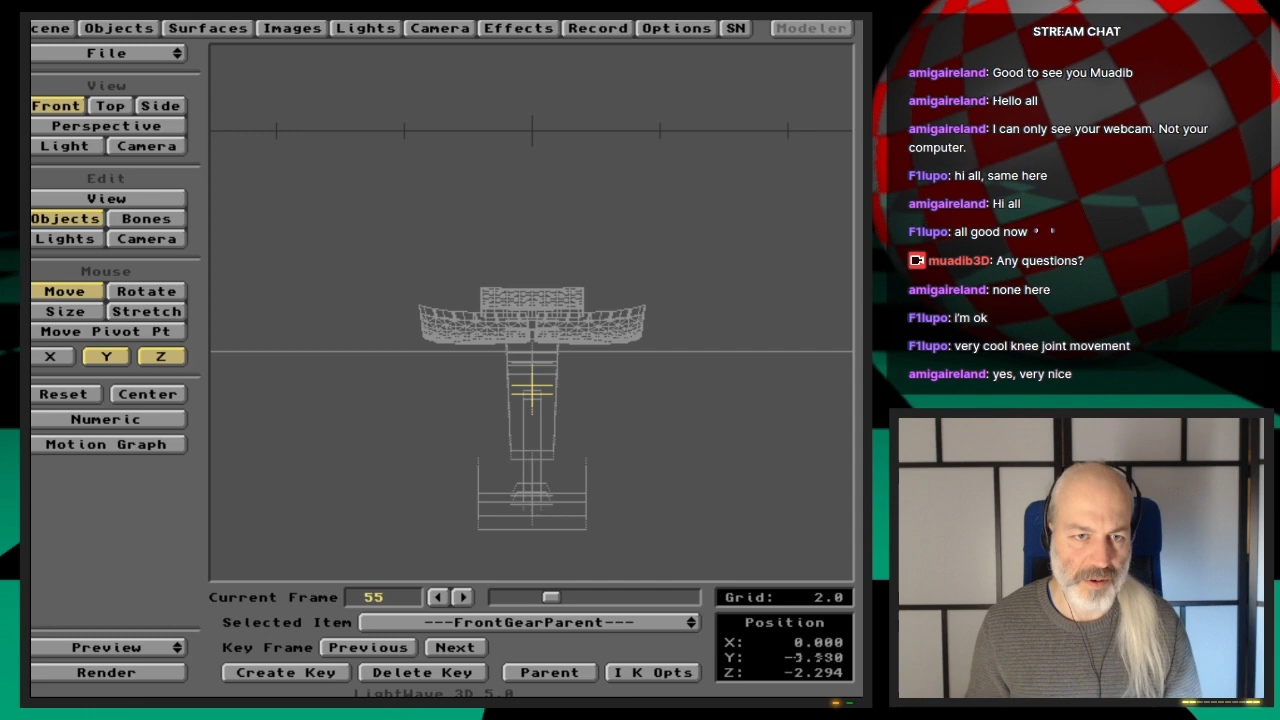 cene Objects Surfaces Images Lights Camera Effects Record Options SN Modeler
File
View
Front Top Side
Perspective
Light Camera
Edit
View
Objects Bones
Lights Camera
Mouse
Move Rotate
Size Stretch
Move Pivot Pt
X Y Z
Reset Center
Numeric
Motion Graph
Preview
Render
Current Frame 55
Selected Item ---FrontGearParent---
Key Frame Previous Next
Create Key Delete Key Parent I K Opts
LightWave 3D 5.0
Grid: 2.0
Position
X: 0.000
Y:
Z: -2.294
STREAM CHAT
amigaireland: Good to see you Muadib
amigaireland: Hello all
amigaireland: I can only see your webcam. Not your
computer.
F1lupo: hi all, same here
amigaireland: Hi all
F1lupo: all good now
muadib3D: Any questions?
amigaireland: none here
F1lupo: i'm ok
F1lupo: very cool knee joint movement
amigaireland: yes, very nice